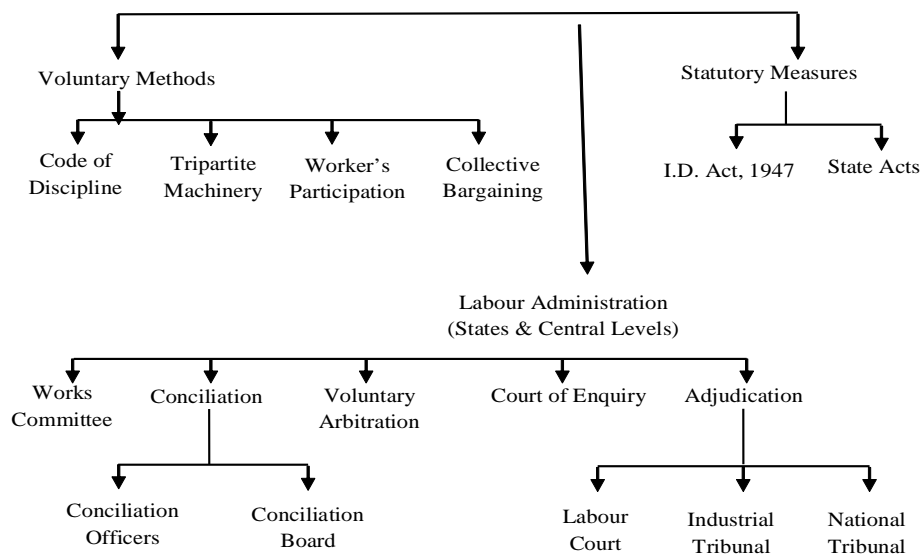 Voluntary Methods
Statutory Measures
Code of
Discipline
Tripartite
Machinery
Worker's
Participation
Collective
Bargaining
I.D. Act, 1947
State Acts
Labour Administration
(States & Central Levels)
Works
Committee
Conciliation
Voluntary
Arbitration
Court of Enquiry
Adjudication
Conciliation
Officers
Conciliation
Board
Labour
Court
Industrial
Tribunal
National
Tribunal